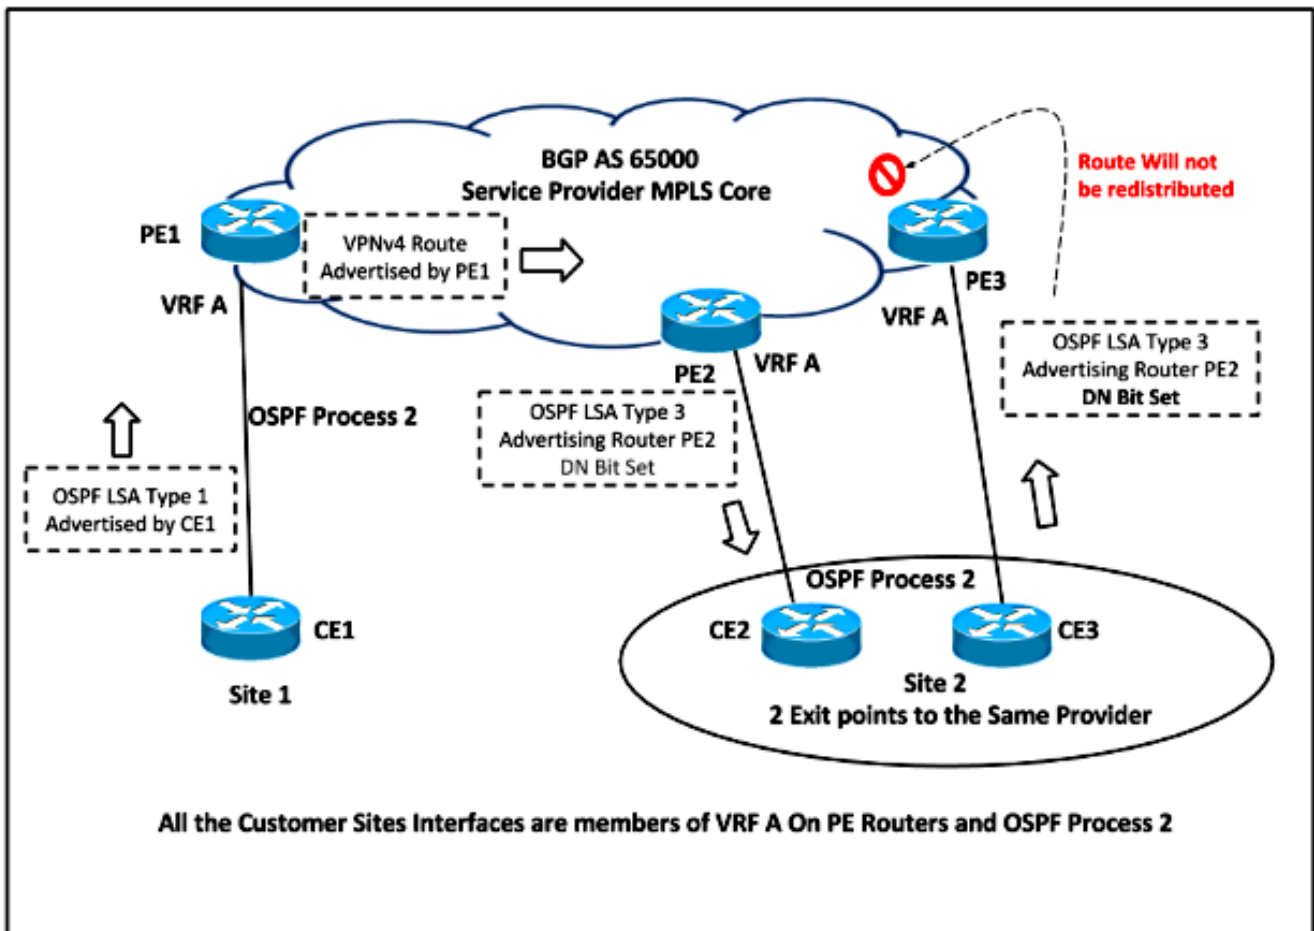 BGP AS 65000
Service Provider MPLS Core
Route Will not
be redistributed
PE1
VPNv4 Route
Advertised by PE1
PE3
VRF A
VRF A
PE2
VRF A
OSPF LSA Type 3
Advertising Router PE2
DN Bit Set
OSPF Process 2
OSPF LSA Type 3
Advertising Router PE2
DN Bit Set
OSPF LSA Type 1
Advertised by CE1
OSPF Process 2
CE1
CE2
CE3
Site 1
Site 2
2 Exit points to the Same Provider
All the Customer Sites Interfaces are members of VRF A On PE Routers and OSPF Process 2